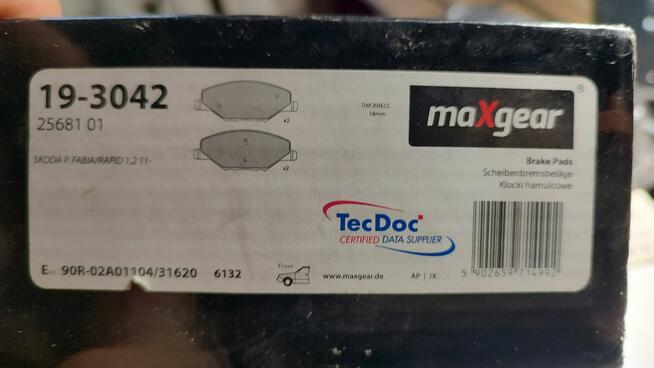 19-3042
25681 01
SKODA P. FABIA/RAPID 1,2 11-
x2
x2
THICKNESS
18mm
maXgear
®
Brake Pads
Scheibenbremsbeläge
Klocki hamulcowe
TecDoc
CERTIFIED DATA SUPPLIER
E11 90R-02A01104/31620 6132
Front
www.maxgear.de
AP | JX
5 902659 714992